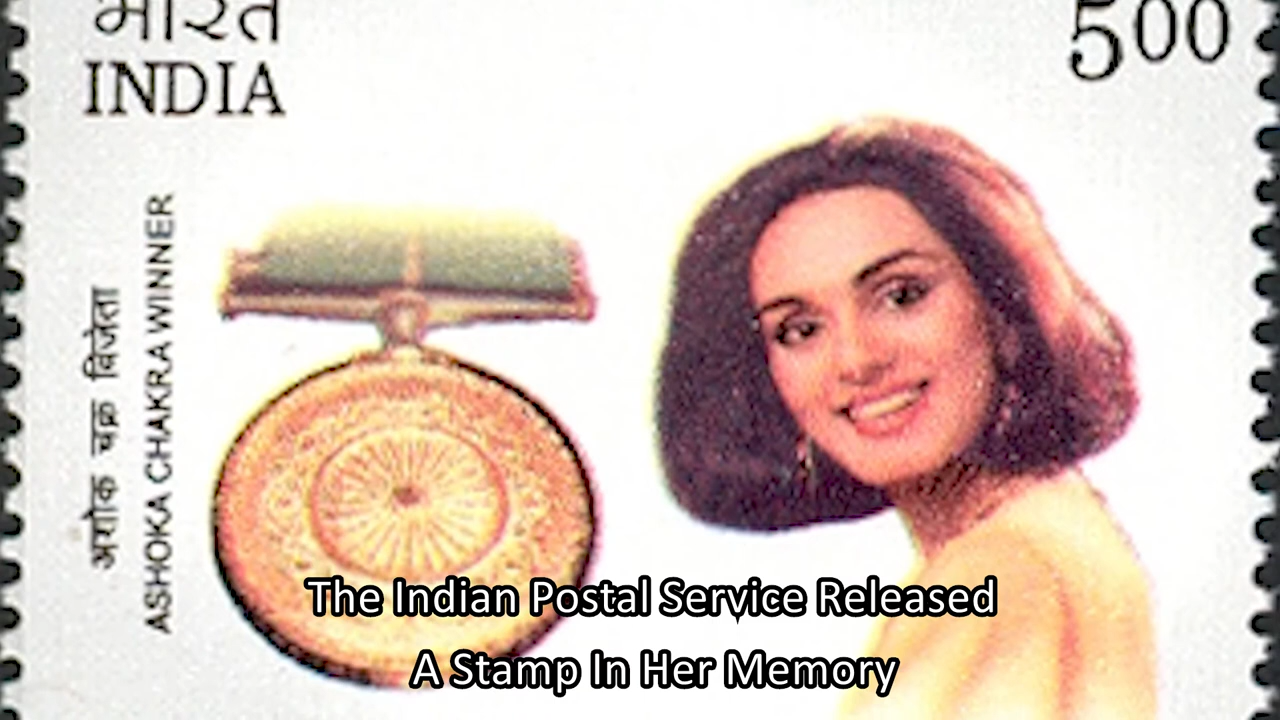 भारत
INDIA
500
अशोक चक्र विजेता
ASHOKA CHAKRA WINNER
The Indian Postal Service Released
A Stamp In Her Memory